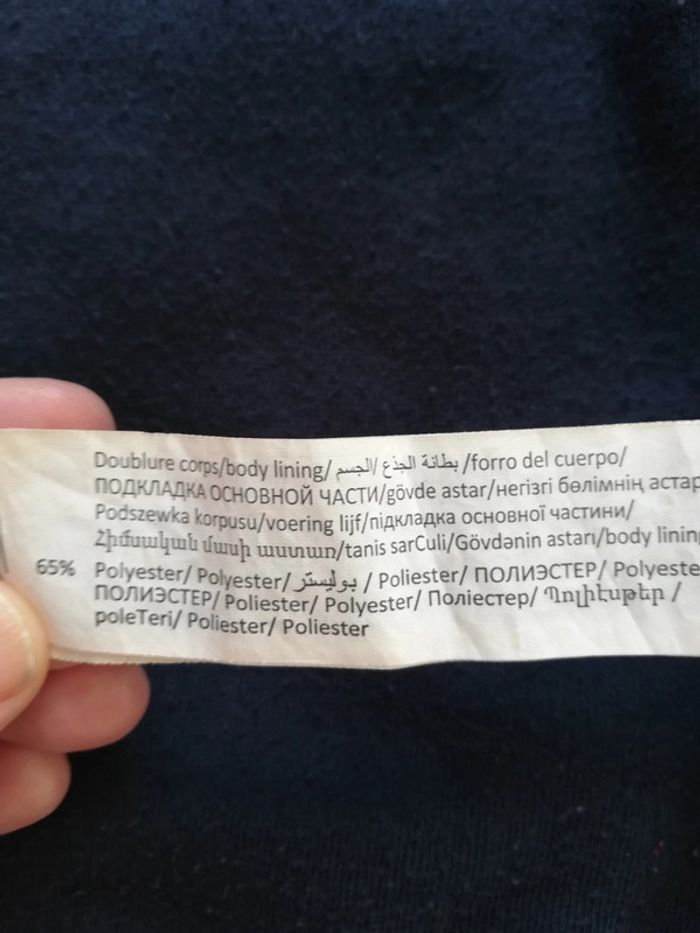 Doublure corps/body lining/ بطانة الجذع /الجسم /forro del cuerpo/
ПОДКЛАДКА ОСНОВНОЙ ЧАСТИ/gövde astar/негізгі бөлімнің астар
Podszewka korpusu/voering lijf/підкладка основної частини/
Հիմնական մասի աստառ/tanis sarCuli/Gövdənin astarı/body lining
65% Polyester/ Polyester/ بوليستر / Poliester/ ПОЛИЭСТЕР/ Polyeste
ПОЛИЭСТЕР/ Poliester/ Polyester/ Поліестер/ Պոլիէսթեր /
poleTeri/ Poliester/ Poliester